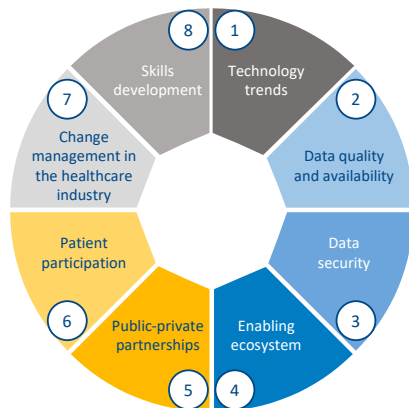 1
Technology
trends
2
Data quality
and availability
Data
security
3
Enabling
ecosystem
4
Public-private
partnerships
5
Patient
participation
6
7
Change
management in
the healthcare
industry
8
Skills
development